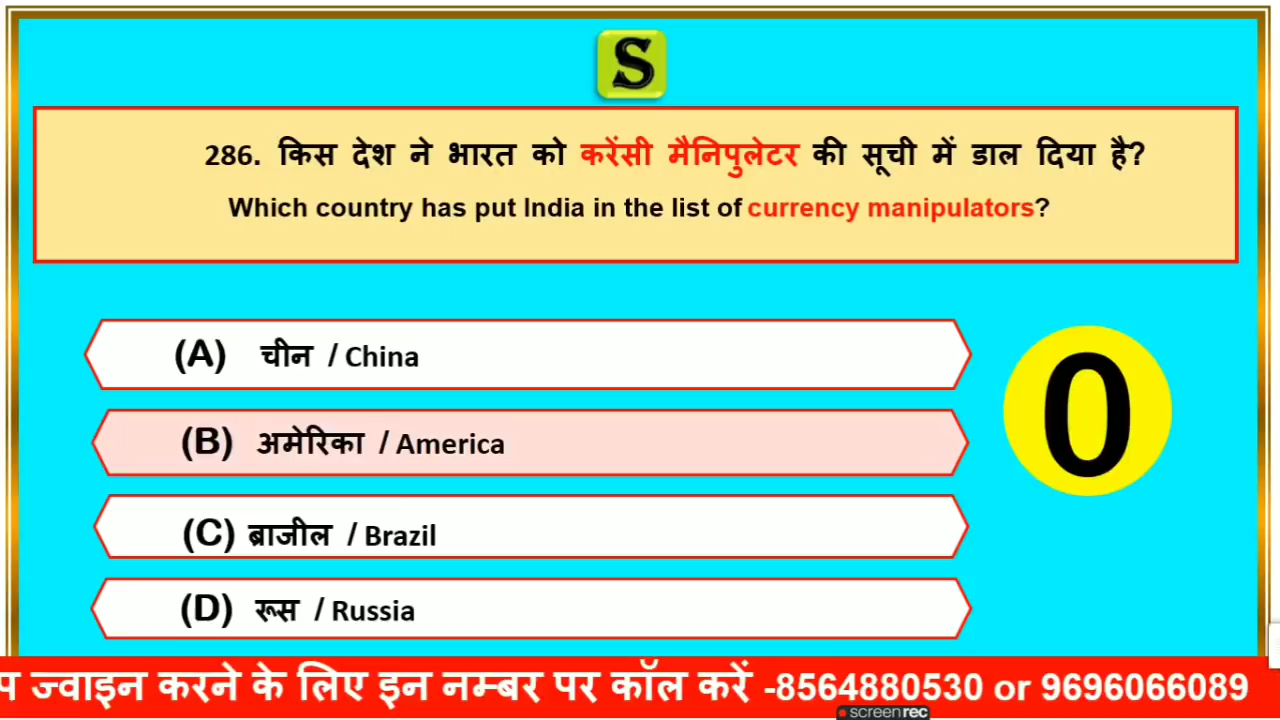 S
286. किस देश ने भारत को करेंसी मैनिपुलेटर की सूची में डाल दिया है?
Which country has put India in the list of currency manipulators?
(A) चीन / China
(B) अमेरिका / America
(C) ब्राजील / Brazil
(D) रूस / Russia
0
प ज्वाइन करने के लिए इन नम्बर पर कॉल करें -8564880530 or 9696066089
screenrec